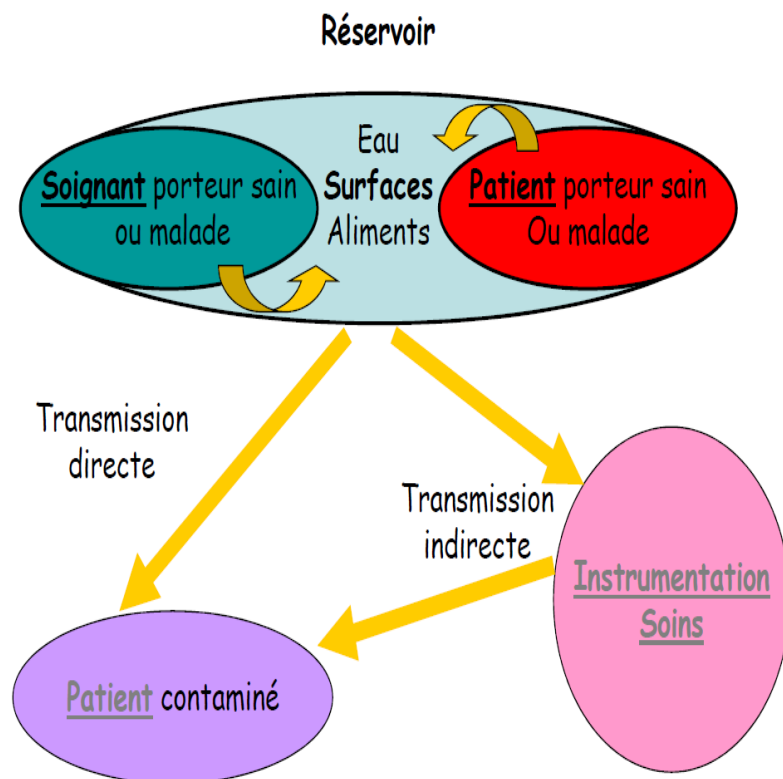 Réservoir
Eau
Surfaces
Aliments
Soignant porteur sain
ou malade
Patient porteur sain
Ou malade
Transmission
directe
Transmission
indirecte
Instrumentation
Soins
Patient contaminé